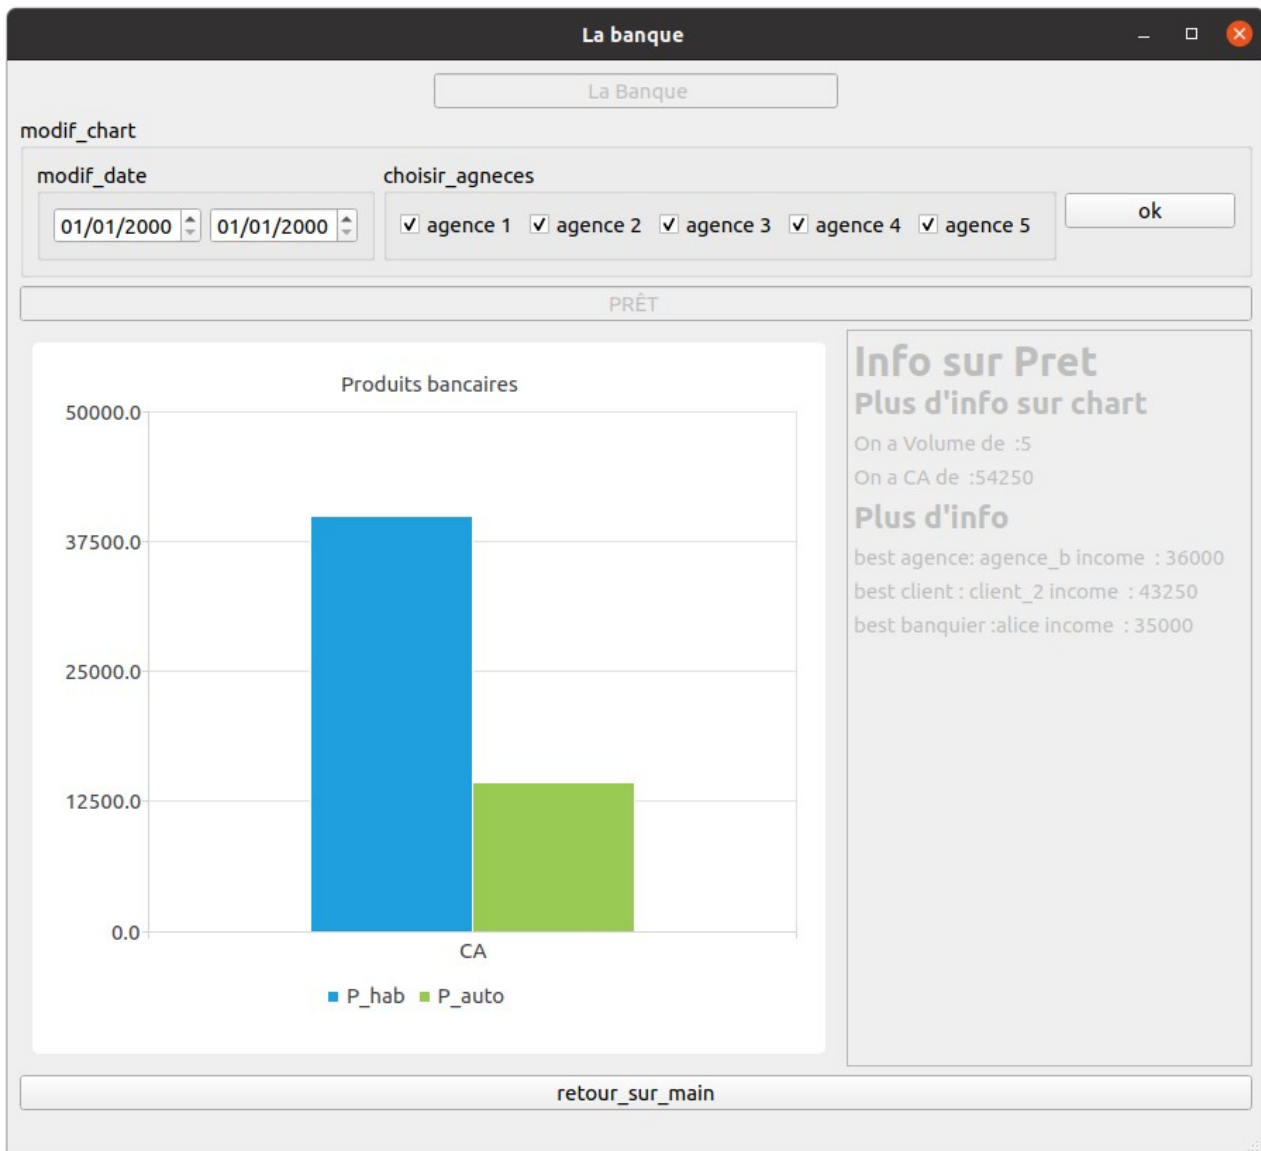 La banque
La Banque
modif_chart
modif_date choisir_agneces
01/01/2000 01/01/2000 agence 1 agence 2 agence 3 agence 4 agence 5 ok
PRÊT
Produits bancaires
50000.0
37500.0
25000.0
12500.0
0.0
CA
P_hab P_auto
Info sur Pret
Plus d'info sur chart
On a Volume de :5
On a CA de :54250
Plus d'info
best agence: agence_b income : 36000
best client : client_2 income : 43250
best banquier :alice income : 35000
retour_sur_main